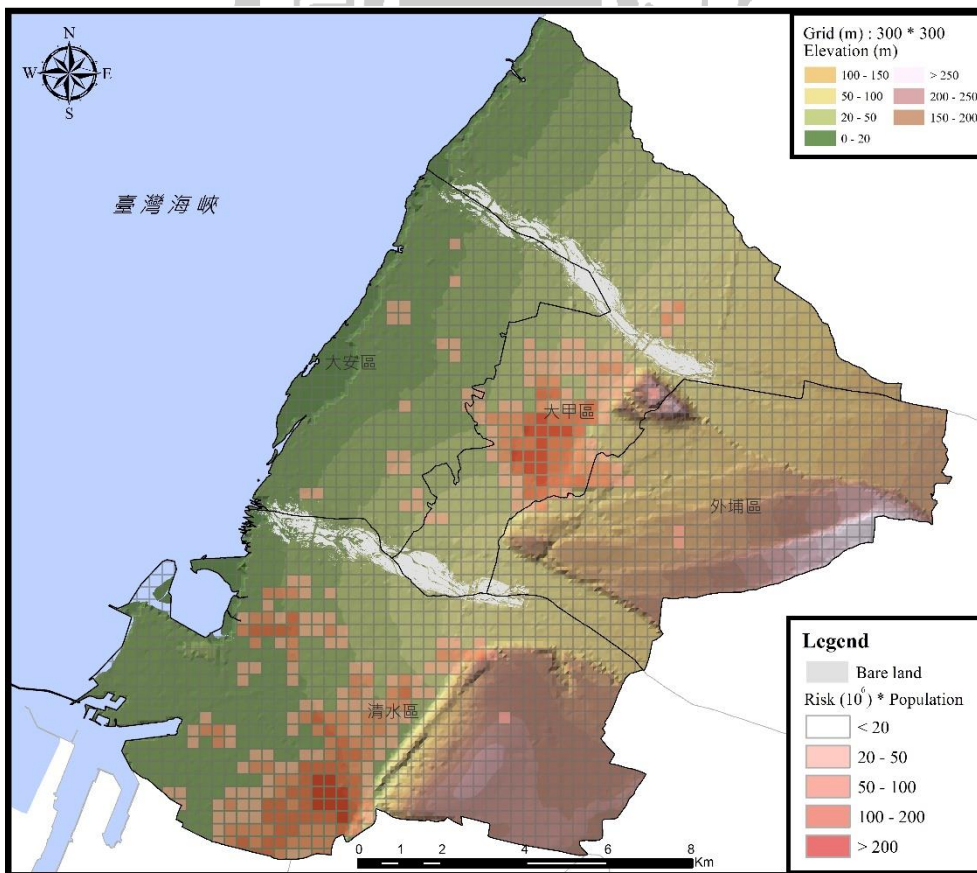 N
W E
S
Grid (m) : 300 * 300
Elevation (m)
100 - 150
> 250
50 - 100
200 - 250
20 - 50
150 - 200
0 - 20
臺灣海峽
大安區
大甲區
外埔區
清水區
Legend
Bare land
Risk (10⁶) * Population
< 20
20 - 50
50 - 100
100 - 200
> 200
0 1 2 4 6 8
Km